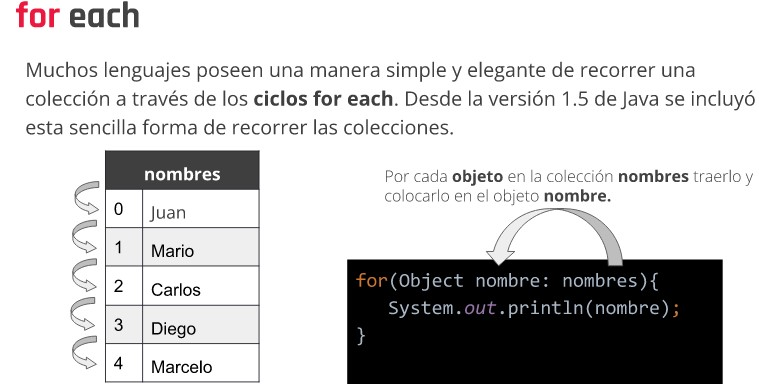 for each
Muchos lenguajes poseen una manera simple y elegante de recorrer una
colección a través de los ciclos for each. Desde la versión 1.5 de Java se incluyó
esta sencilla forma de recorrer las colecciones.
nombres
0 Juan
1 Mario
2 Carlos
3 Diego
4 Marcelo
Por cada objeto en la colección nombres traerlo y
colocarlo en el objeto nombre.
for(Object nombre: nombres){
System.out.println(nombre);
}